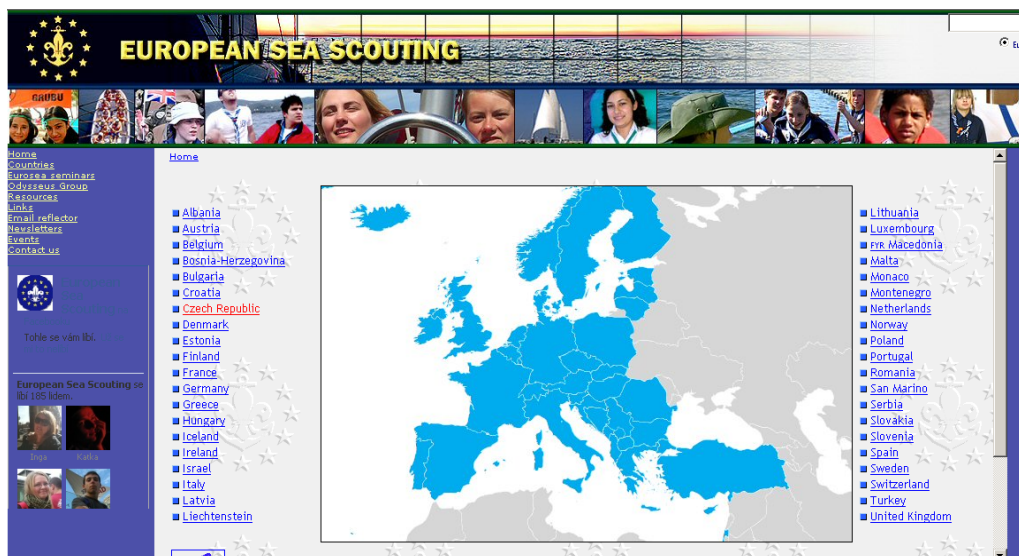 EUROPEAN SEA SCOUTING
GRUBU
Home
Countries
Eurosea seminars
Odysseus Group
Resources
Links
Email reflector
Newsletters
Events
Contact us
Tohle se vám líbí.
European Sea Scouting se
líbí 185 lidem.
Inga Katka
Home
Albania
Austria
Belgium
Bosnia-Herzegovina
Bulgaria
Croatia
Czech Republic
Denmark
Estonia
Finland
France
Germany
Greece
Hungary
Iceland
Ireland
Israel
Italy
Latvia
Liechtenstein
Lithuania
Luxembourg
FYR Macedonia
Malta
Monaco
Montenegro
Netherlands
Norway
Poland
Portugal
Romania
San Marino
Serbia
Slovakia
Slovenia
Spain
Sweden
Switzerland
Turkey
United Kingdom